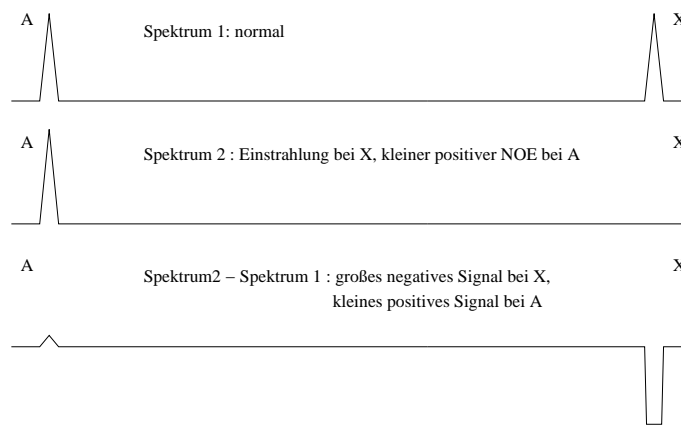 A Spektrum 1: normal X
A Spektrum 2 : Einstrahlung bei X, kleiner positiver NOE bei A X
A Spektrum2 – Spektrum 1 : großes negatives Signal bei X, X
kleines positives Signal bei A